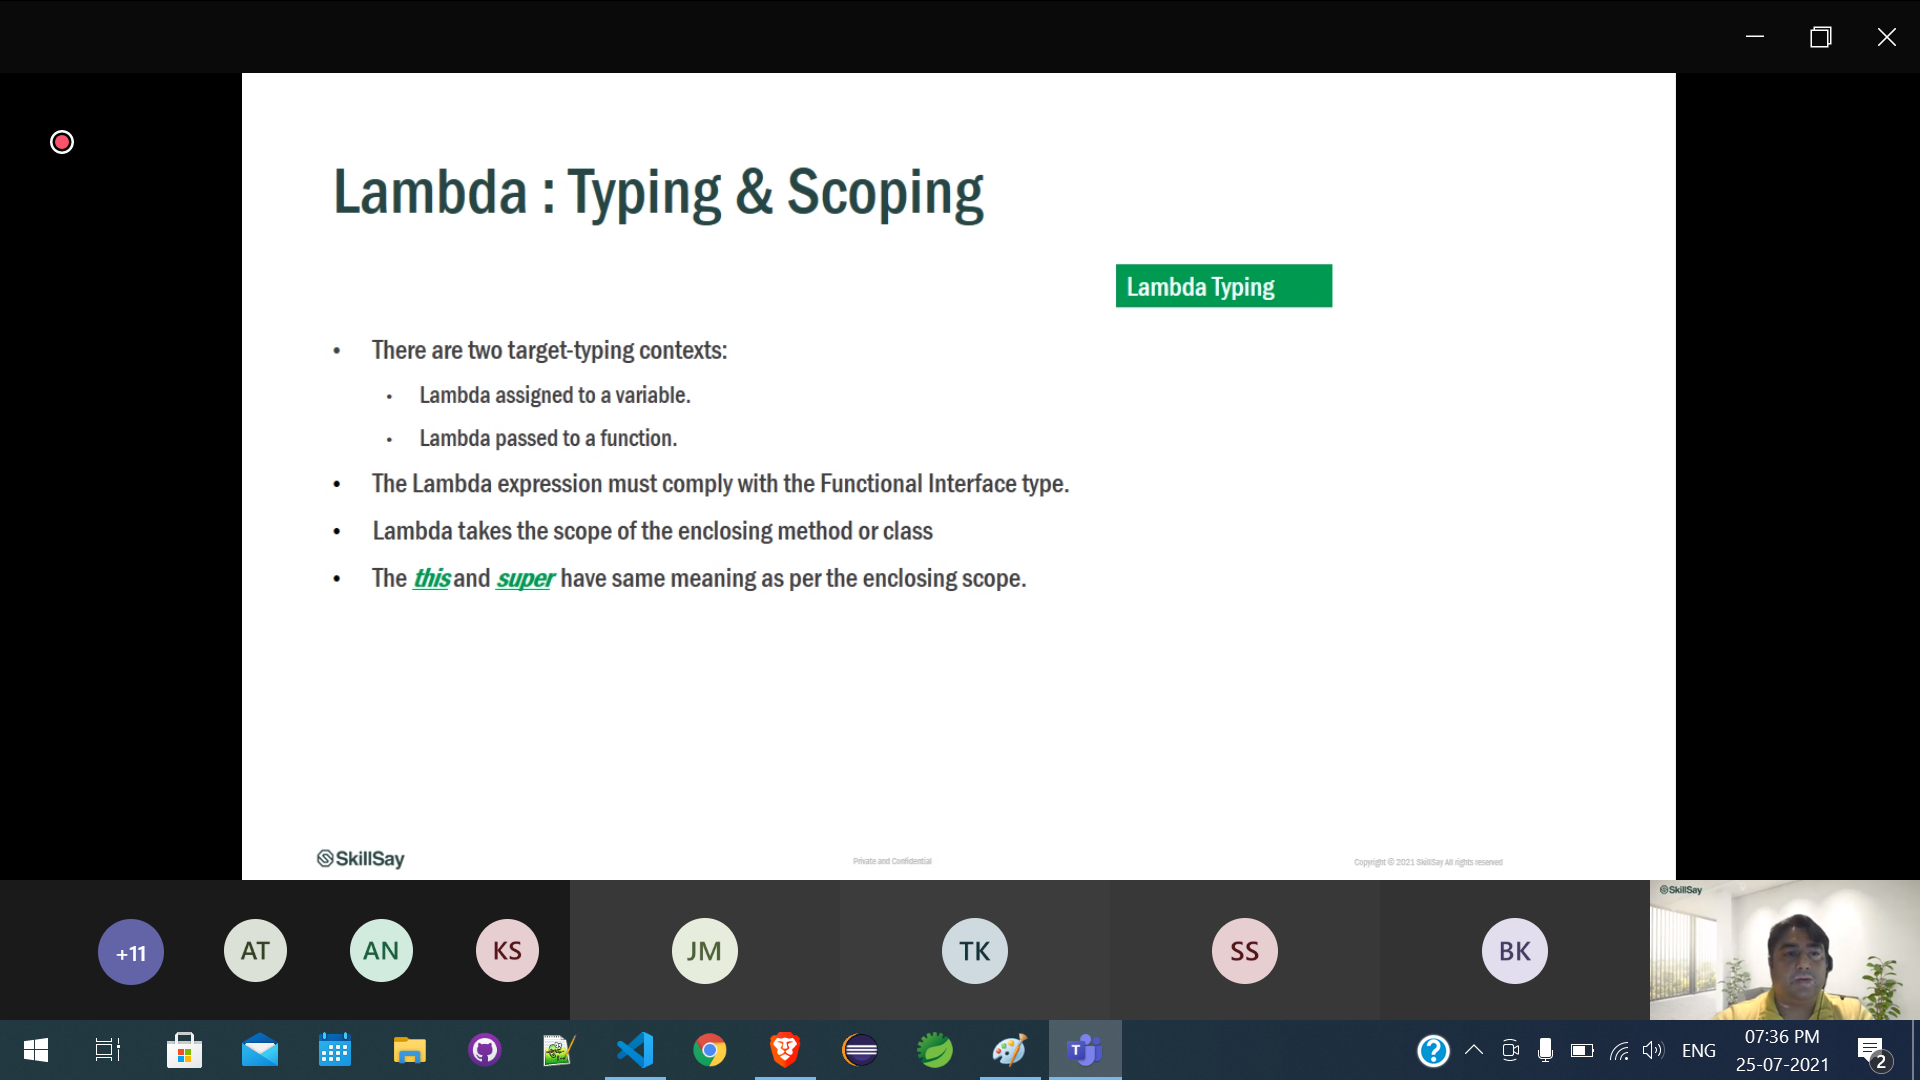 Lambda : Typing & Scoping
Lambda Typing
• There are two target-typing contexts:
• Lambda assigned to a variable.
• Lambda passed to a function.
• The Lambda expression must comply with the Functional Interface type.
• Lambda takes the scope of the enclosing method or class
• The this and super have same meaning as per the enclosing scope.
SkillSay
Private and Confidential
Copyright © 2021 SkillSay All rights reserved
+11
AT
AN
KS
JM
TK
SS
BK
SkillSay
T
?
ENG
07:36 PM
25-07-2021
2